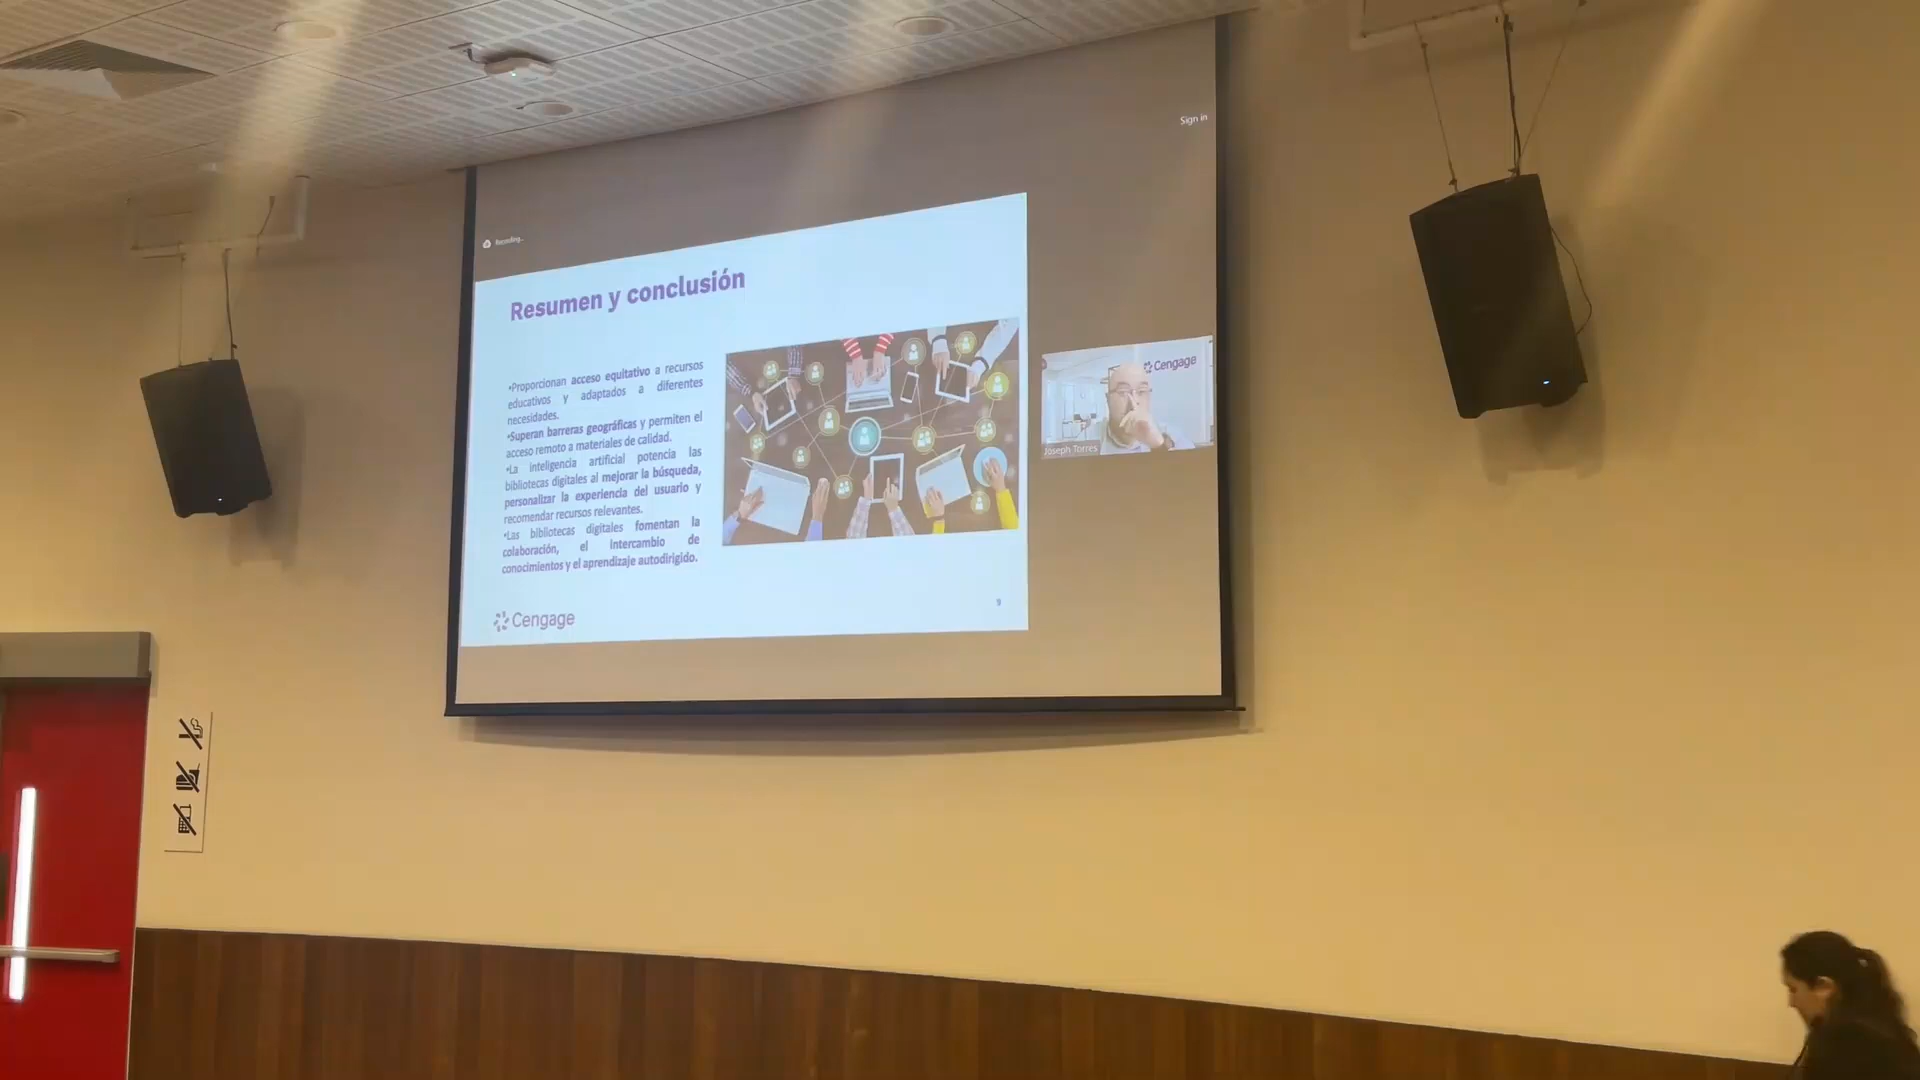 Sign in
Recording...
Resumen y conclusión
•Proporcionan acceso equitativo a recursos
educativos y adaptados a diferentes
necesidades.
•Superan barreras geográficas y permiten el
acceso remoto a materiales de calidad.
•La inteligencia artificial potencia las
bibliotecas digitales al mejorar la búsqueda,
personalizar la experiencia del usuario y
recomendar recursos relevantes.
•Las bibliotecas digitales fomentan la
colaboración, el intercambio de
conocimientos y el aprendizaje autodirigido.
Cengage
9
Cengage
Joseph Torres